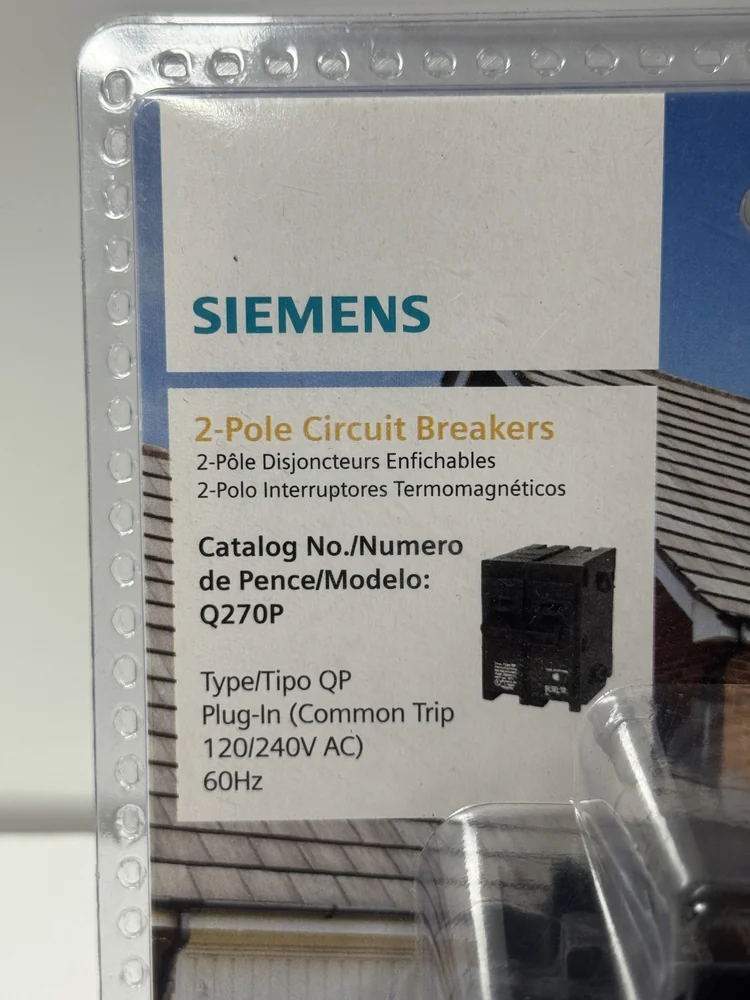 SIEMENS
2-Pole Circuit Breakers
2-Pôle Disjoncteurs Enfichables
2-Polo Interruptores Termomagnéticos
Catalog No./Numero
de Pence/Modelo:
Q270P
Type/Tipo QP
Plug-In (Common Trip
120/240V AC)
60Hz